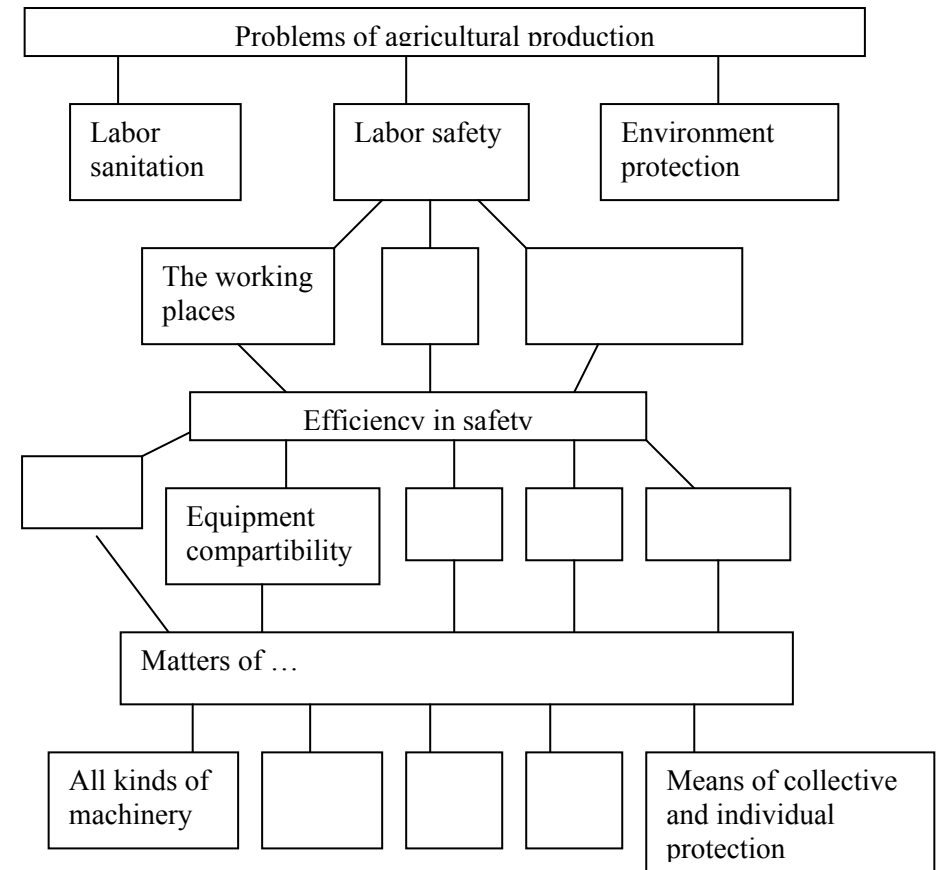 Problems of agricultural production
Labor
sanitation
Labor safety
Environment
protection
The working
places
Efficiency in safety
Equipment
compartibility
Matters of …
All kinds of
machinery
Means of collective
and individual
protection